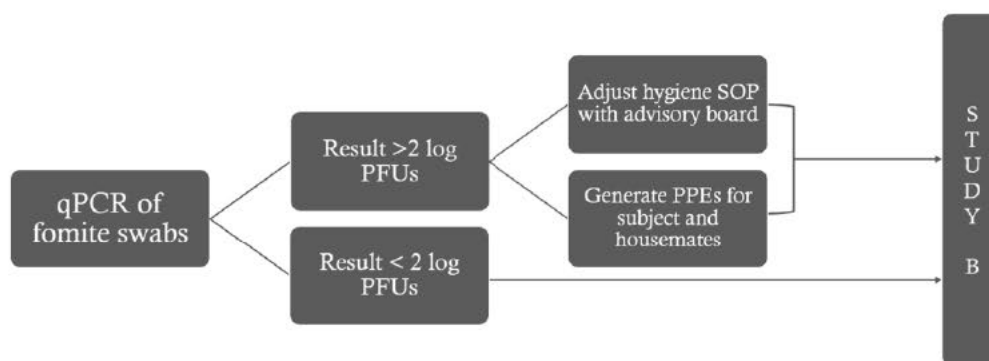 qPCR of
fomite swabs
Result >2 log
PFUs
Result < 2 log
PFUs
Adjust hygiene SOP
with advisory board
Generate PPEs for
subject and
housemates
S
T
U
D
Y
B